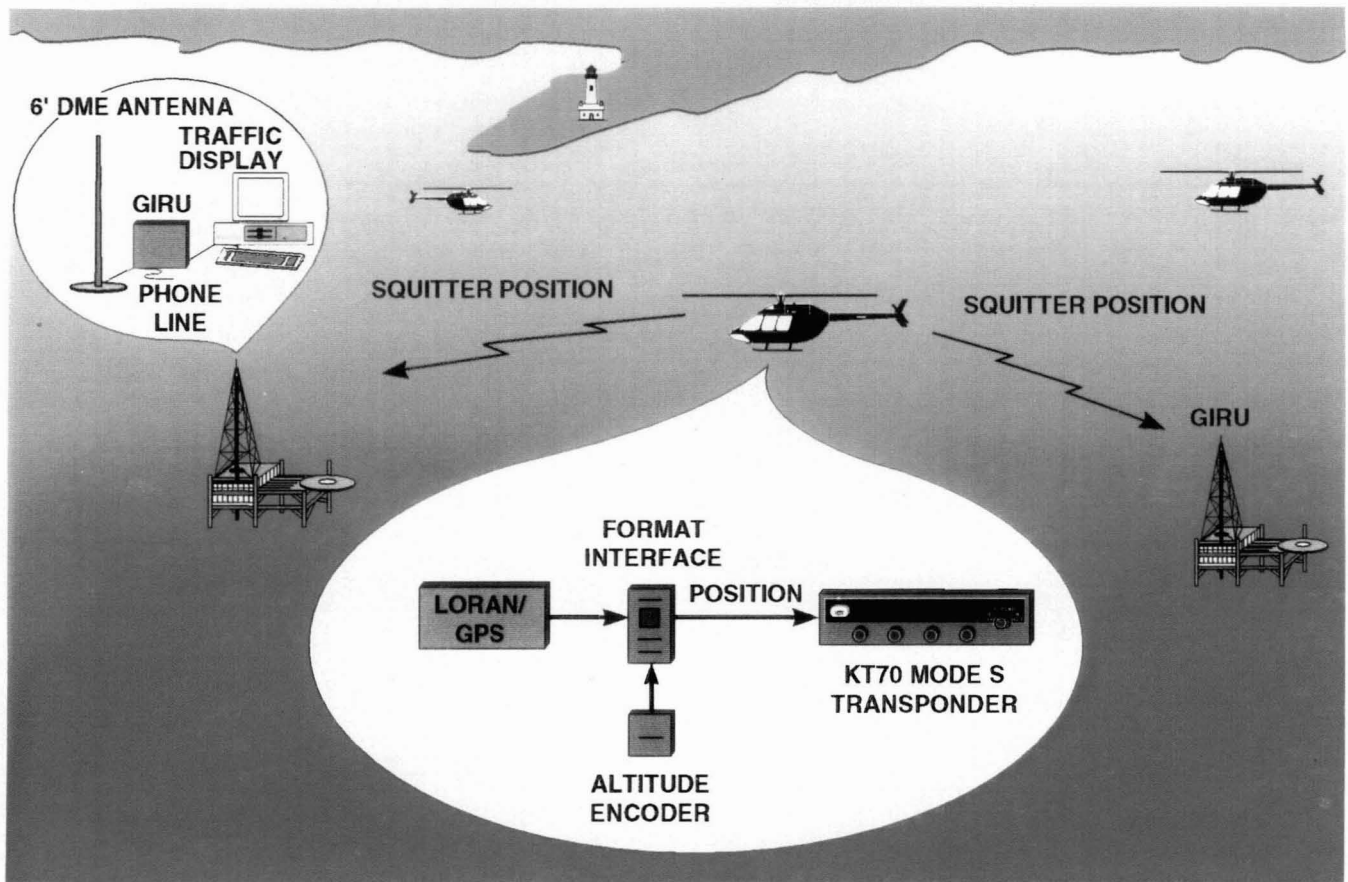 6' DME ANTENNA
TRAFFIC
DISPLAY
GIRU
PHONE
LINE
SQUITTER POSITION
SQUITTER POSITION
GIRU
FORMAT
INTERFACE
LORAN/
GPS
POSITION
KT70 MODE S
TRANSPONDER
ALTITUDE
ENCODER